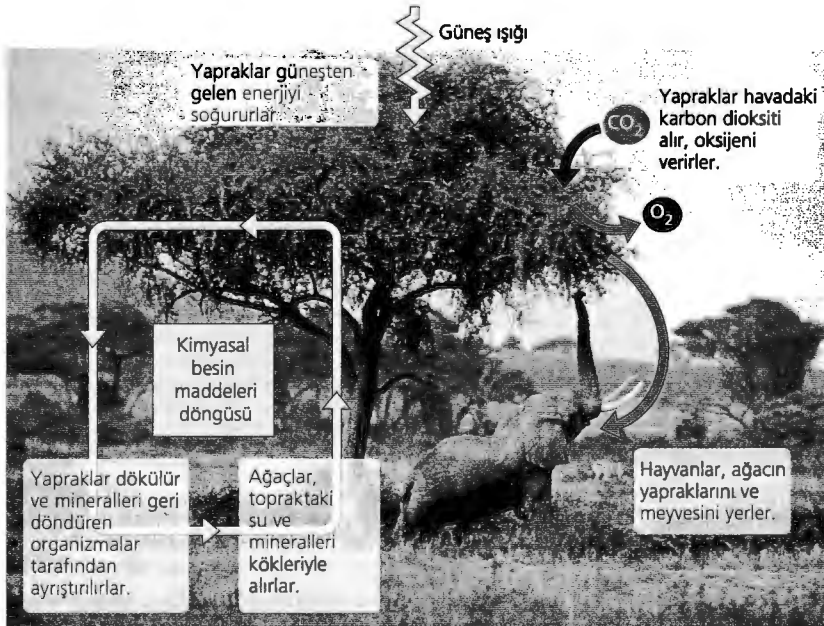 Güneş ışığı
Yapraklar güneşten
gelen enerjiyi
soğururlar.
CO₂
Yapraklar havadaki
karbon dioksiti
alır, oksijeni
verirler.
O₂
Kimyasal
besin
maddeleri
döngüsü
Yapraklar dökülür
ve mineralleri geri
döndüren
organizmalar
tarafından
ayrıştırılırlar.
Ağaçlar,
topraktaki
su ve
mineralleri
kökleriyle
alırlar.
Hayvanlar, ağacın
yapraklarını ve
meyvesini yerler.